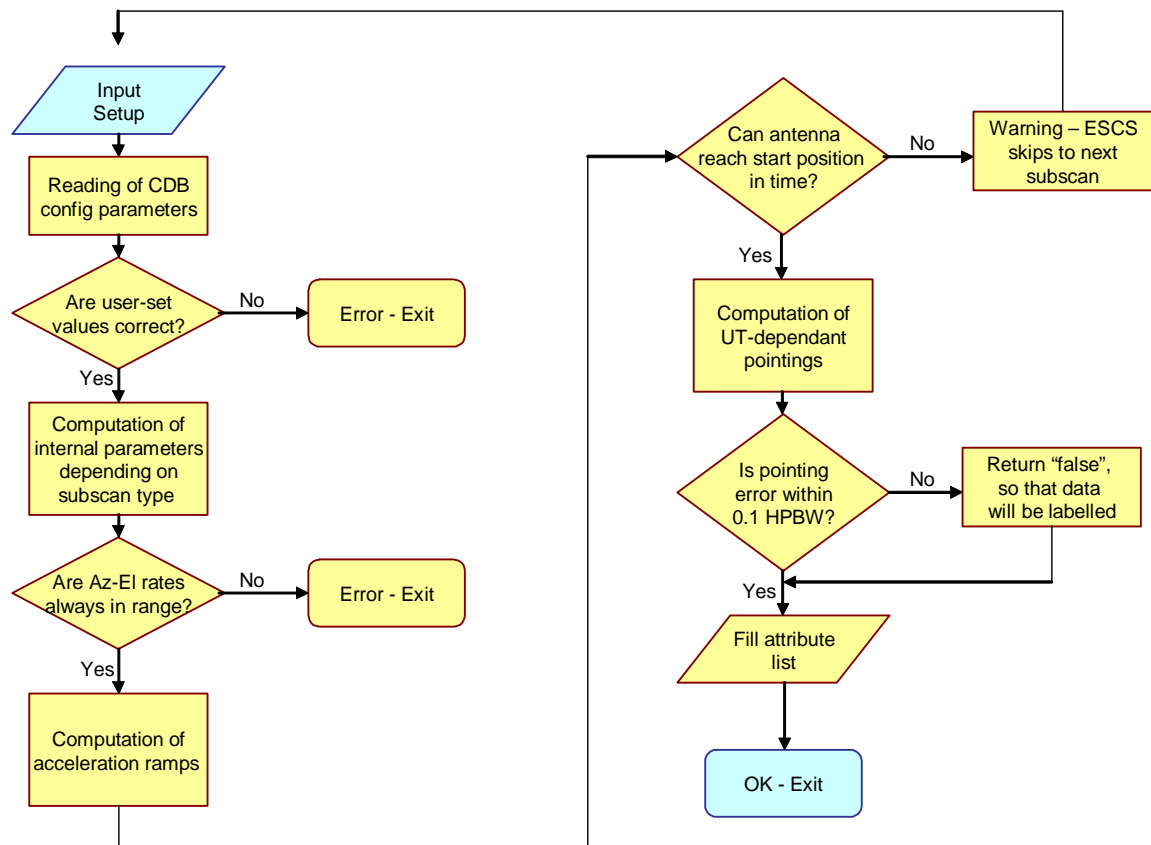 Input
Setup
Reading of CDB
config parameters
Are user-set
values correct?
No
Error - Exit
Yes
Computation of
internal parameters
depending on
subscan type
Are Az-El rates
always in range?
No
Error - Exit
Yes
Computation of
acceleration ramps
Can antenna
reach start position
in time?
No
Warning – ESCS
skips to next
subscan
Yes
Computation of
UT-dependant
pointings
Is pointing
error within
0.1 HPBW?
No
Return “false”,
so that data
will be labelled
Yes
Fill attribute
list
OK - Exit